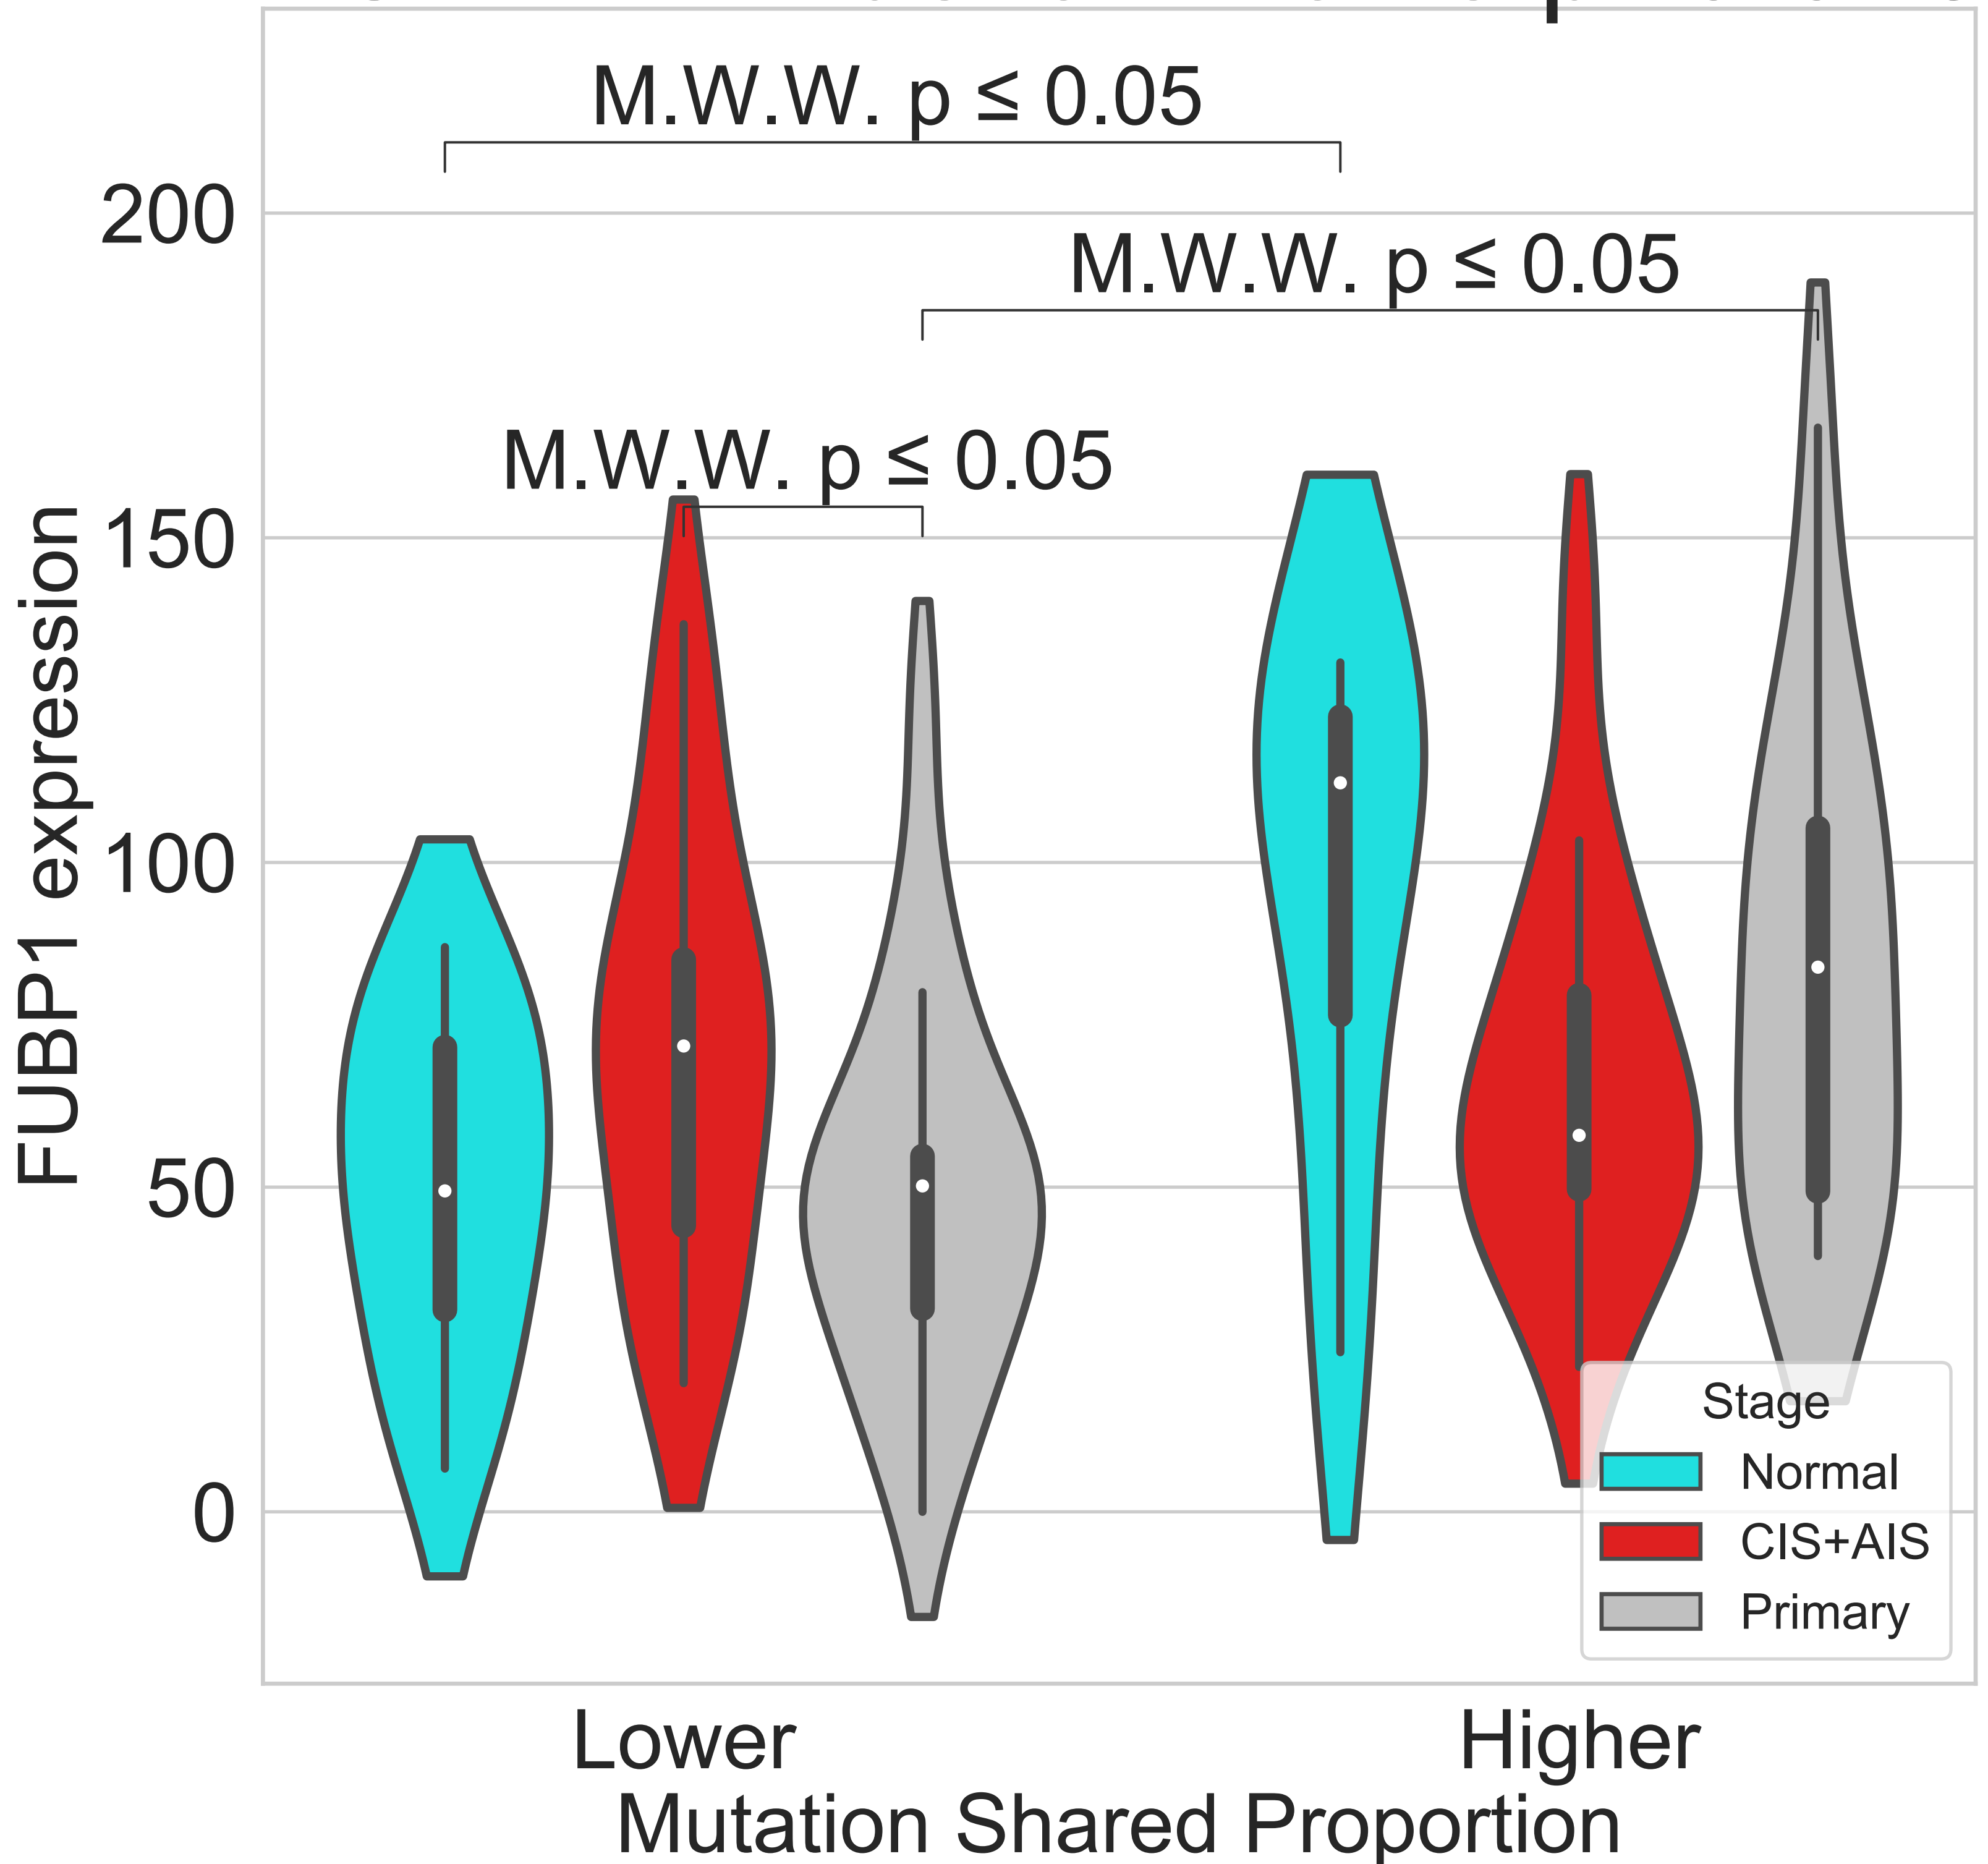 M.W.W. p ≤ 0.05
200
M.W.W. p ≤ 0.05
M.W.W. p ≤ 0.05
150
100
50
0
FUBP1 expression
Stage
Normal
CIS+AIS
Primary
Lower
Higher
Mutation Shared Proportion